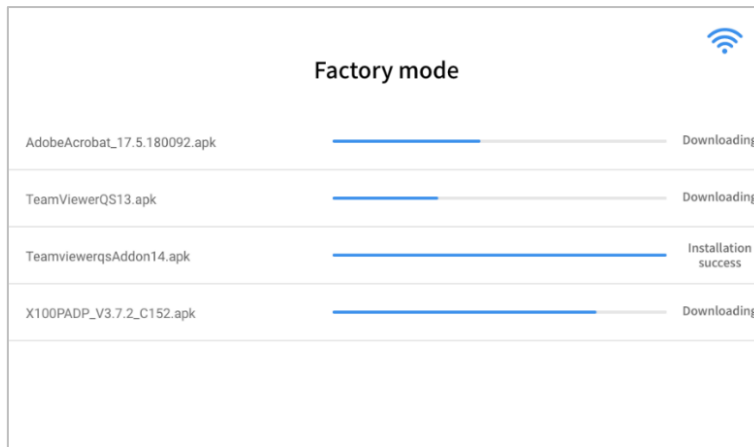 Factory mode
AdobeAcrobat_17.5.180092.apk
Downloading
TeamViewerQS13.apk
Downloading
TeamviewerqsAddon14.apk
Installation
success
X100PADP_V3.7.2_C152.apk
Downloading